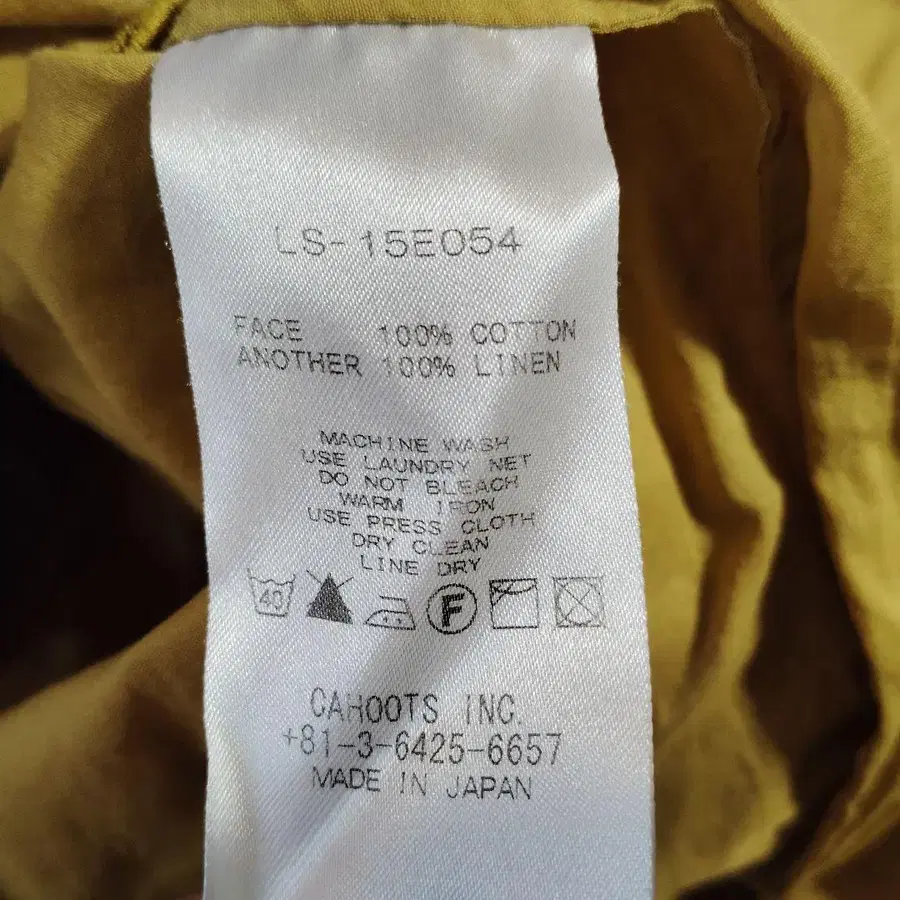 LS-15E054
FACE 100% COTTON
ANOTHER 100% LINEN
MACHINE WASH
USE LAUNDRY NET
DO NOT BLEACH
WARM IRON
USE PRESS CLOTH
DRY CLEAN
LINE DRY
40 F
CAHOOTS INC.
+81-3-6425-6657
MADE IN JAPAN